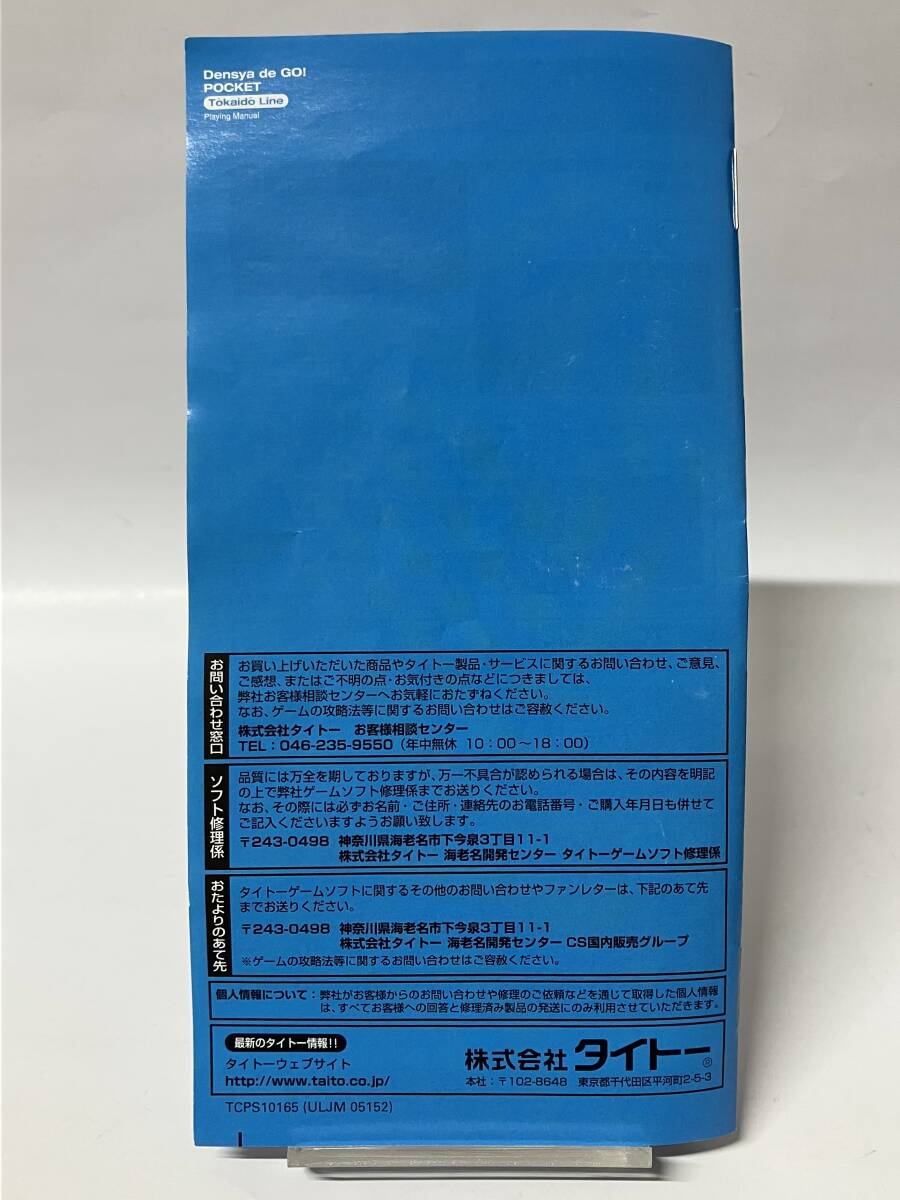 Densya de GO!
POCKET
Tōkaidō Line
Playing Manual
お問い合わせ窓口
お買い上げいただいた商品やタイトー製品・サービスに関するお問い合わせ、ご意見、
ご感想、またはご不明の点・お気付きの点などにつきましては、
弊社お客様相談センターへお気軽におたずねください。
なお、ゲームの攻略法等に関するお問い合わせはご容赦ください。
株式会社タイトー お客様相談センター
TEL:046-235-9550(年中無休 10:00〜18:00)
ソフト修理係
品質には万全を期しておりますが、万一不具合が認められる場合は、その内容を明記
の上で弊社ゲームソフト修理係までお送りください。
なお、その際には必ずお名前・ご住所・連絡先のお電話番号・ご購入年月日も併せて
ご記入くださいますようお願い致します。
〒243-0498 神奈川県海老名市下今泉3丁目11-1
株式会社タイトー 海老名開発センター タイトーゲームソフト修理係
おたよりのあて先
タイトーゲームソフトに関するその他のお問い合わせやファンレターは、下記のあて先
までお送りください。
〒243-0498 神奈川県海老名市下今泉3丁目11-1
株式会社タイトー 海老名開発センター CS国内販売グループ
※ゲームの攻略法等に関するお問い合わせはご容赦ください。
個人情報について:弊社がお客様からのお問い合わせや修理のご依頼などを通じて取得した個人情報
は、すべてお客様への回答と修理済み製品の発送にのみ利用させていただきます。
最新のタイトー情報!!
タイトーウェブサイト
http://www.taito.co.jp/
株式会社 タイトー®
本社:〒102-8648 東京都千代田区平河町2-5-3
TCPS10165 (ULJM 05152)